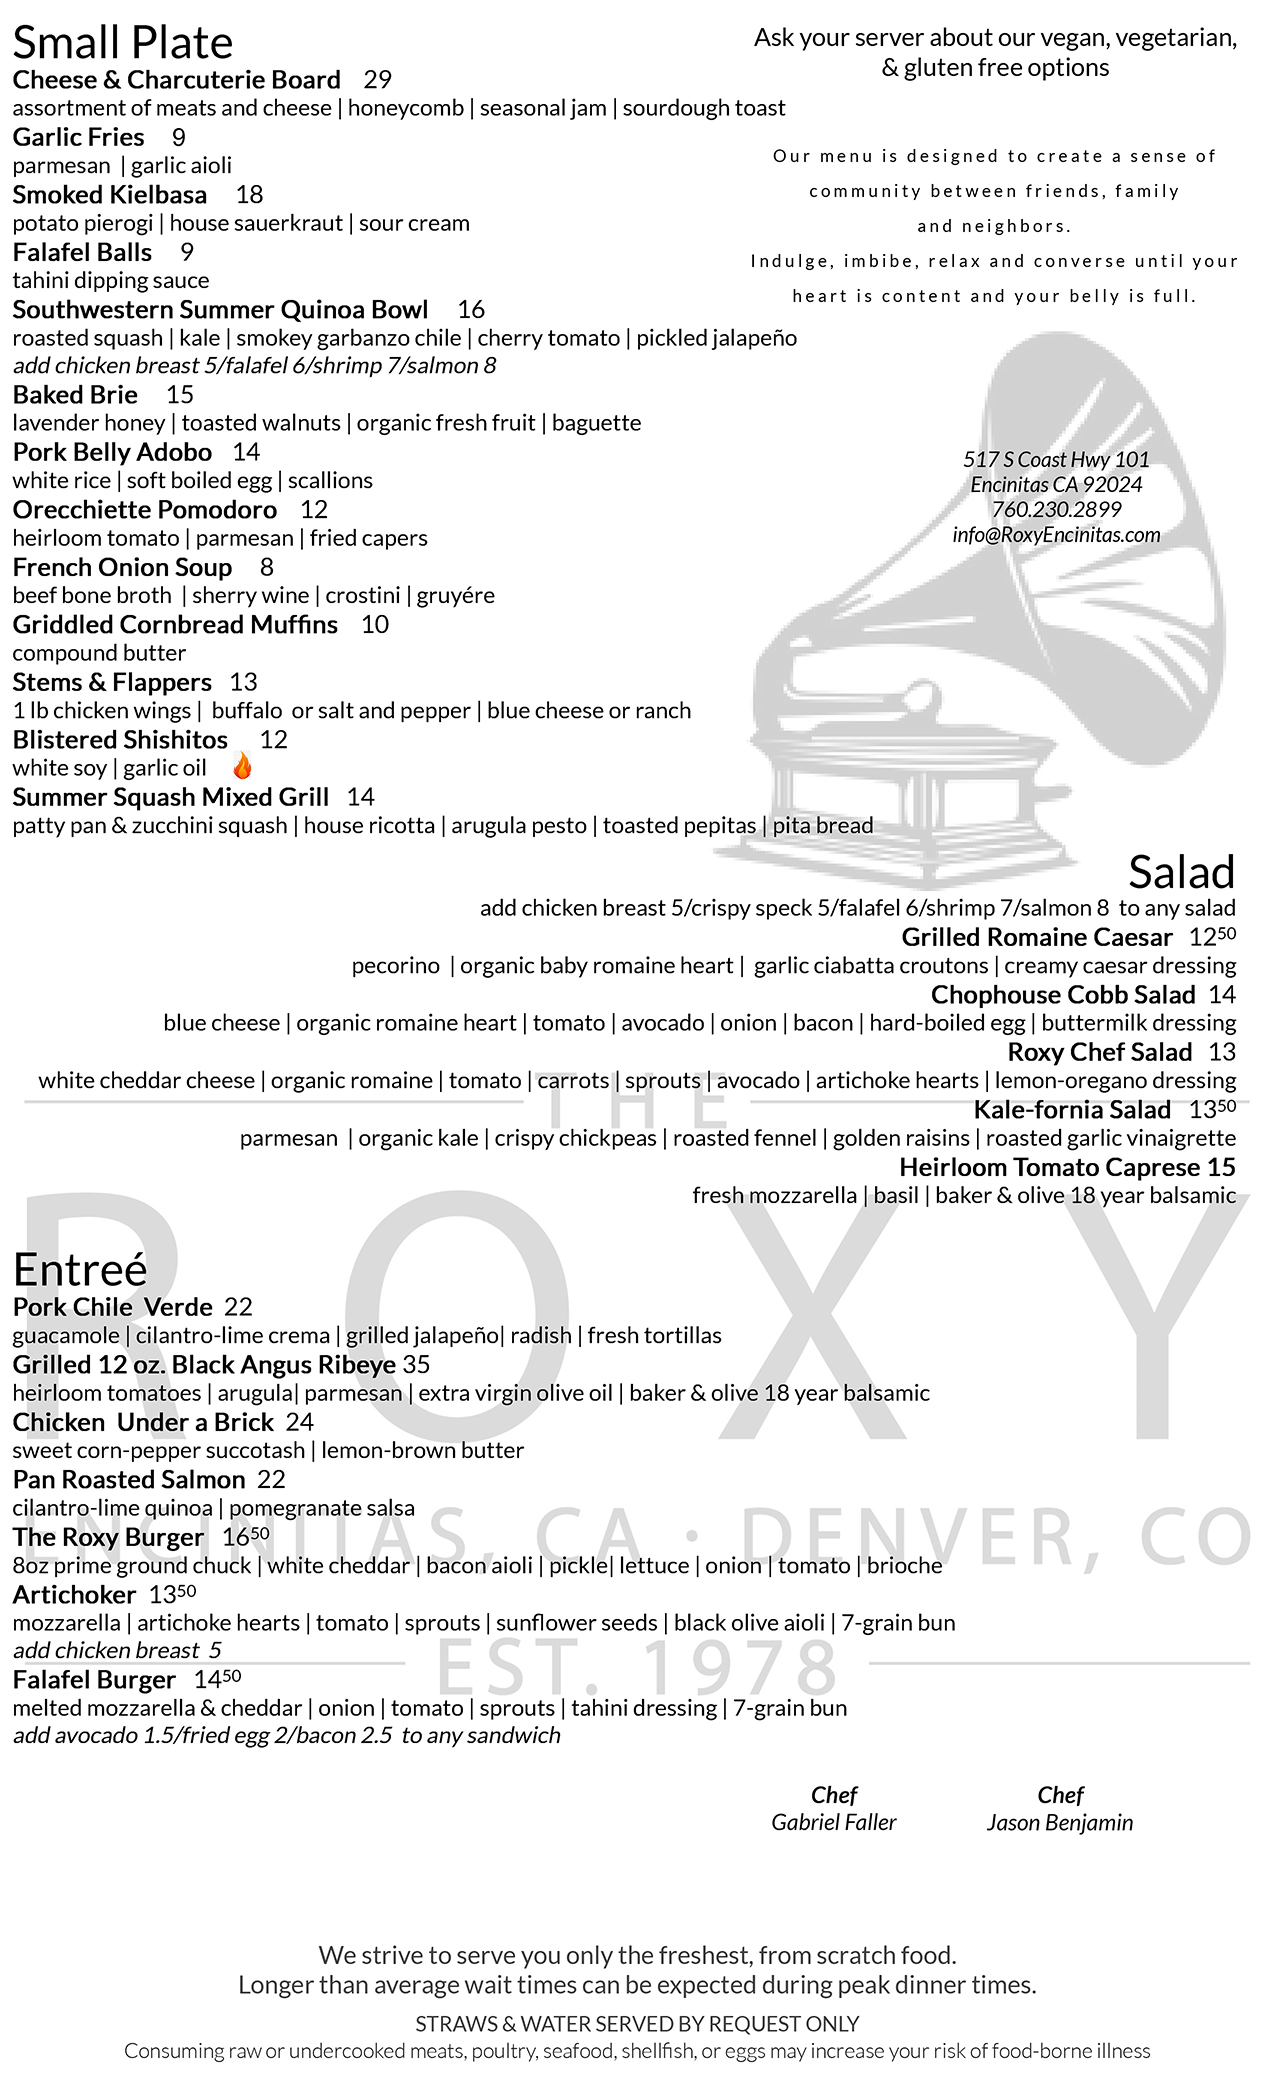 Small Plate
Cheese & Charcuterie Board 29
assortment of meats and cheese | honeycomb | seasonal jam | sourdough toast
Garlic Fries 9
parmesan | garlic aioli
Smoked Kielbasa 18
potato pierogi | house sauerkraut | sour cream
Falafel Balls 9
tahini dipping sauce
Southwestern Summer Quinoa Bowl 16
roasted squash | kale | smokey garbanzo chile | cherry tomato | pickled jalapeño
add chicken breast 5/falafel 6/shrimp 7/salmon 8
Baked Brie 15
lavender honey | toasted walnuts | organic fresh fruit | baguette
Pork Belly Adobo 14
white rice | soft boiled egg | scallions
Orecchiette Pomodoro 12
heirloom tomato | parmesan | fried capers
French Onion Soup 8
beef bone broth | sherry wine | crostini | gruyére
Griddled Cornbread Muffins 10
compound butter
Stems & Flappers 13
1 lb chicken wings | buffalo or salt and pepper | blue cheese or ranch
Blistered Shishitos 12
white soy | garlic oil 🔥
Summer Squash Mixed Grill 14
patty pan & zucchini squash | house ricotta | arugula pesto | toasted pepitas | pita bread
Ask your server about our vegan, vegetarian,
& gluten free options
Our menu is designed to create a sense of
community between friends, family
and neighbors.
Indulge, imbibe, relax and converse until your
heart is content and your belly is full.
517 S Coast Hwy 101
Encinitas CA 92024
760.230.2899
info@RoxyEncinitas.com
Salad
add chicken breast 5/crispy speck 5/falafel 6/shrimp 7/salmon 8 to any salad
Grilled Romaine Caesar 12⁵⁰
pecorino | organic baby romaine heart | garlic ciabatta croutons | creamy caesar dressing
Chophouse Cobb Salad 14
blue cheese | organic romaine heart | tomato | avocado | onion | bacon | hard-boiled egg | buttermilk dressing
Roxy Chef Salad 13
white cheddar cheese | organic romaine | tomato | carrots | sprouts | avocado | artichoke hearts | lemon-oregano dressing
Kale-fornia Salad 13⁵⁰
parmesan | organic kale | crispy chickpeas | roasted fennel | golden raisins | roasted garlic vinaigrette
Heirloom Tomato Caprese 15
fresh mozzarella | basil | baker & olive 18 year balsamic
Entreé
Pork Chile Verde 22
guacamole | cilantro-lime crema | grilled jalapeño| radish | fresh tortillas
Grilled 12 oz. Black Angus Ribeye 35
heirloom tomatoes | arugula| parmesan | extra virgin olive oil | baker & olive 18 year balsamic
Chicken Under a Brick 24
sweet corn-pepper succotash | lemon-brown butter
Pan Roasted Salmon 22
cilantro-lime quinoa | pomegranate salsa
The Roxy Burger 16⁵⁰
8oz prime ground chuck | white cheddar | bacon aioli | pickle| lettuce | onion | tomato | brioche
Artichoker 13⁵⁰
mozzarella | artichoke hearts | tomato | sprouts | sunflower seeds | black olive aioli | 7-grain bun
add chicken breast 5
Falafel Burger 14⁵⁰
melted mozzarella & cheddar | onion | tomato | sprouts | tahini dressing | 7-grain bun
add avocado 1.5/fried egg 2/bacon 2.5 to any sandwich
THE
ROXY
ENCINITAS, CA · DENVER, CO
EST. 1978
Chef
Gabriel Faller
Chef
Jason Benjamin
We strive to serve you only the freshest, from scratch food.
Longer than average wait times can be expected during peak dinner times.
STRAWS & WATER SERVED BY REQUEST ONLY
Consuming raw or undercooked meats, poultry, seafood, shellfish, or eggs may increase your risk of food-borne illness